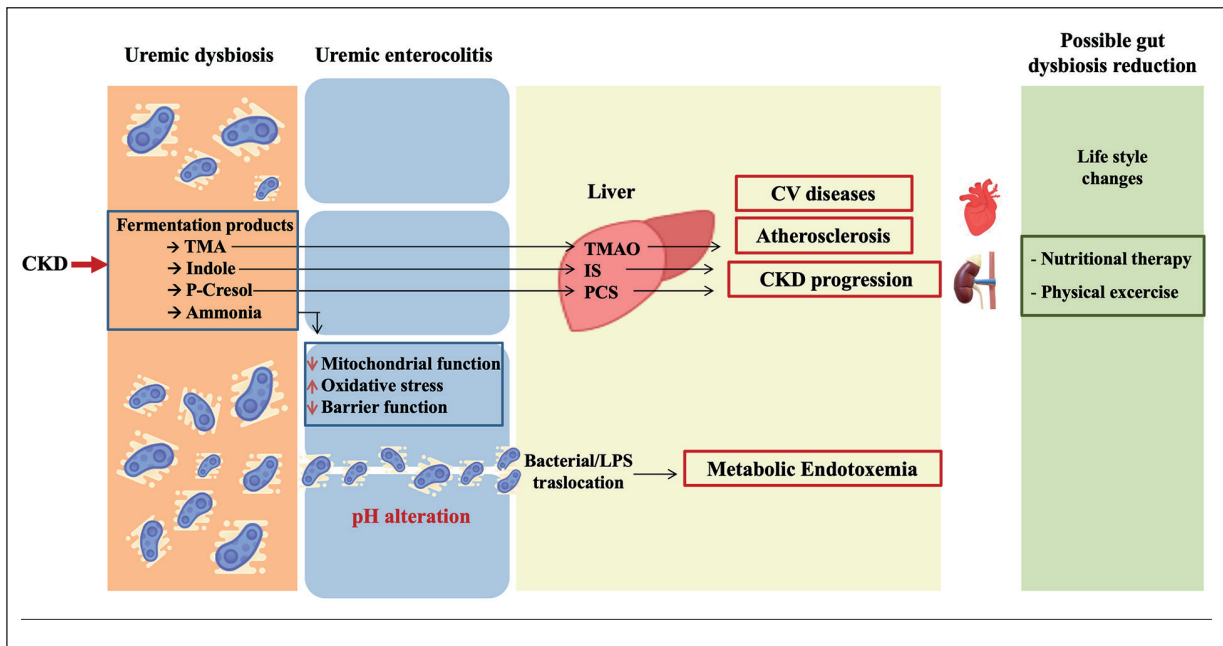 Uremic dysbiosis
Uremic enterocolitis
Possible gut
dysbiosis reduction
CKD
Fermentation products
→ TMA
→ Indole
→ P-Cresol
→ Ammonia
↓ Mitochondrial function
↑ Oxidative stress
↓ Barrier function
pH alteration
Liver
TMAO
IS
PCS
CV diseases
Atherosclerosis
CKD progression
Bacterial/LPS
traslocation
Metabolic Endotoxemia
Life style
changes
- Nutritional therapy
- Physical excercise